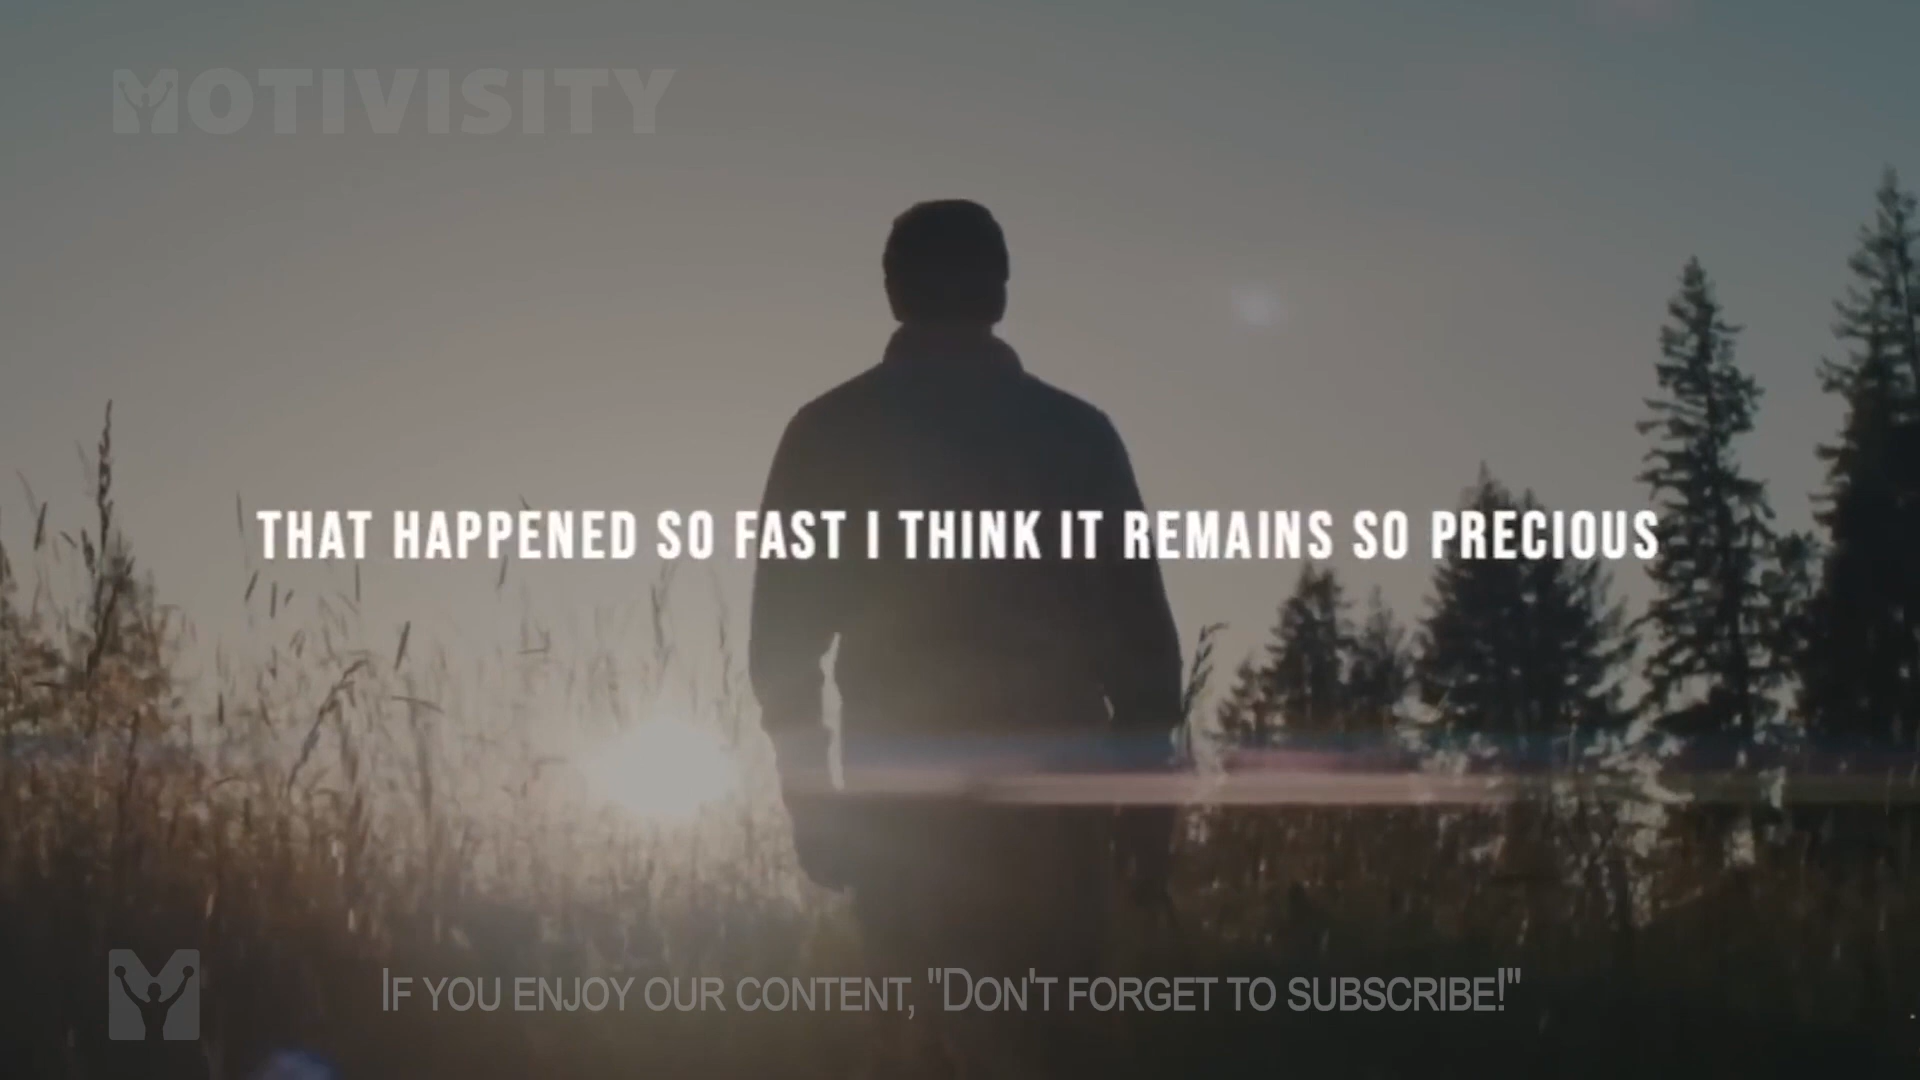 MOTIVISITY
THAT HAPPENED SO FAST I THINK IT REMAINS SO PRECIOUS
IF YOU ENJOY OUR CONTENT, "DON'T FORGET TO SUBSCRIBE!"